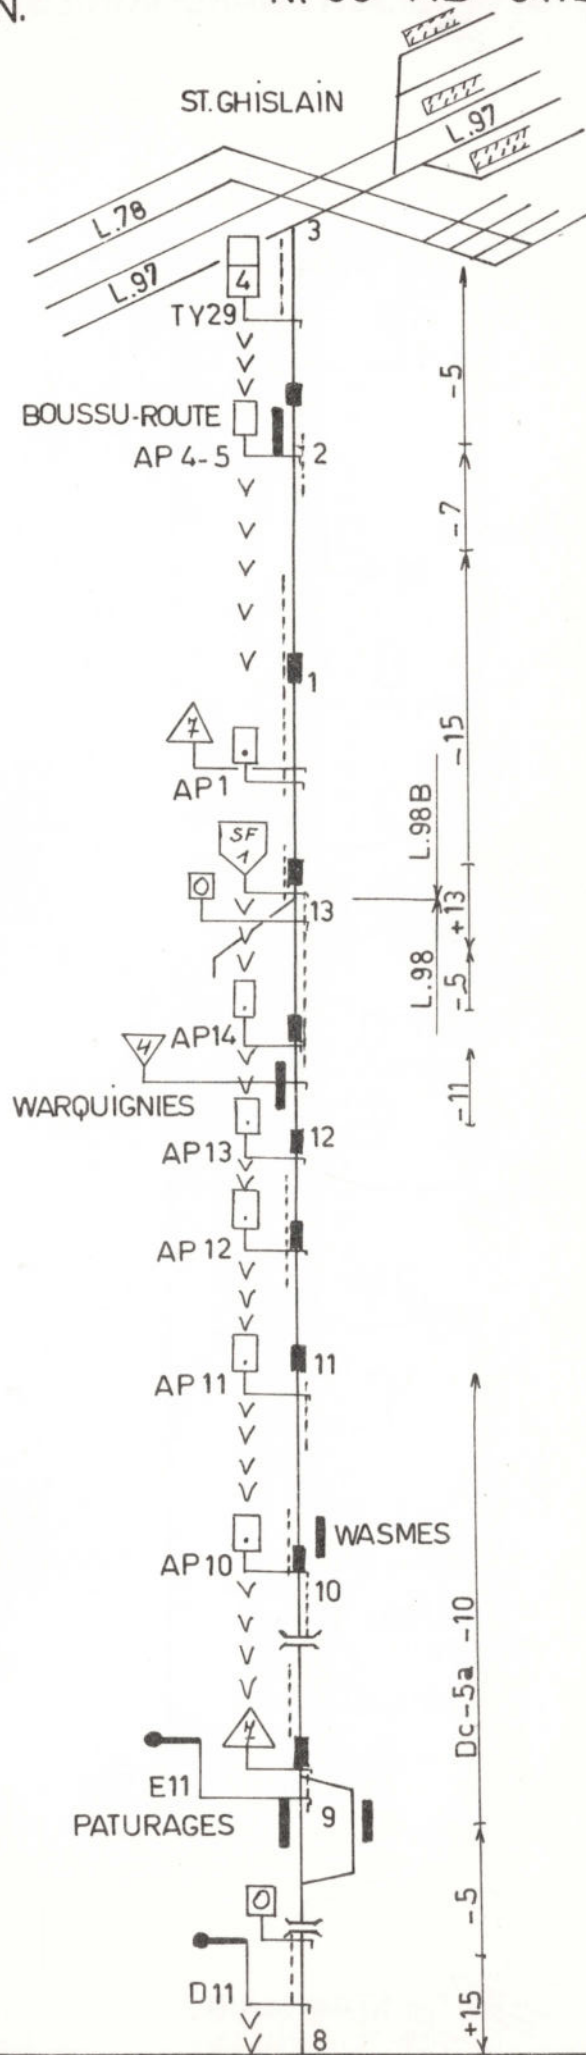 N.
ST. GHISLAIN
L.97
L.78
L.97
3
4
TY29
-5
BOUSSU-ROUTE
AP 4-5
2
-7
1
7
AP1
-15
L.98B
SF
1
0
13
+13
L.98
-5
AP14
4
WARQUIGNIES
-11
12
AP13
AP 12
11
AP 11
WASMES
AP10
10
Dc-5a -10
E11
PATURAGES
9
0
-5
D11
+15
8